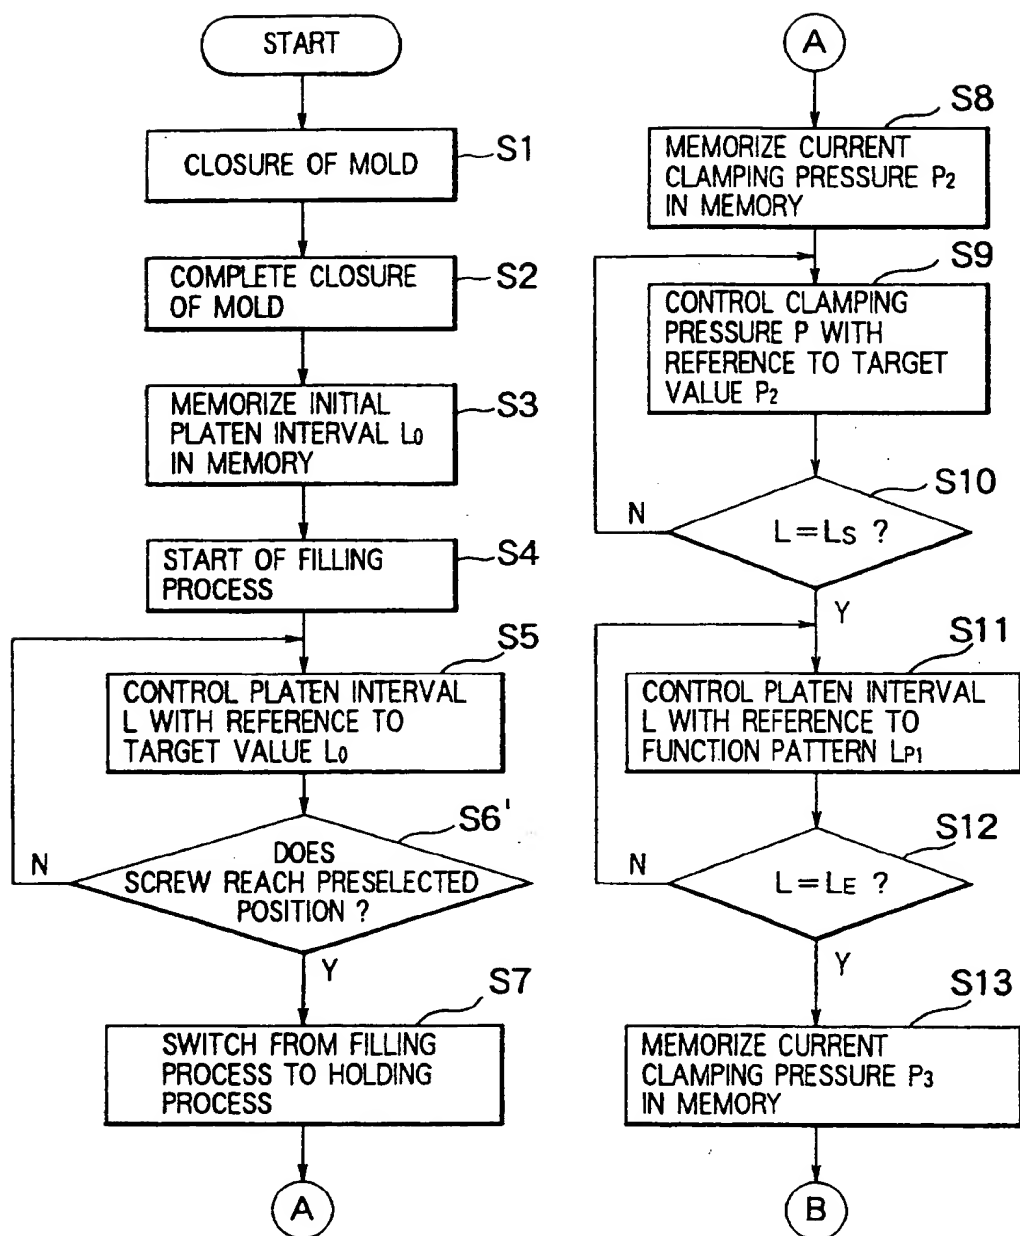 START
CLOSURE OF MOLD
S1
COMPLETE CLOSURE
OF MOLD
S2
MEMORIZE INITIAL
PLATEN INTERVAL L0
IN MEMORY
S3
START OF FILLING
PROCESS
S4
CONTROL PLATEN INTERVAL
L WITH REFERENCE TO
TARGET VALUE L0
S5
DOES
SCREW REACH PRESELECTED
POSITION ?
S6'
N
Y
SWITCH FROM FILLING
PROCESS TO HOLDING
PROCESS
S7
A
A
MEMORIZE CURRENT
CLAMPING PRESSURE P2
IN MEMORY
S8
CONTROL CLAMPING
PRESSURE P WITH
REFERENCE TO TARGET
VALUE P2
S9
L=LS ?
S10
N
Y
CONTROL PLATEN INTERVAL
L WITH REFERENCE TO
FUNCTION PATTERN LP1
S11
L=LE ?
S12
N
Y
MEMORIZE CURRENT
CLAMPING PRESSURE P3
IN MEMORY
S13
B